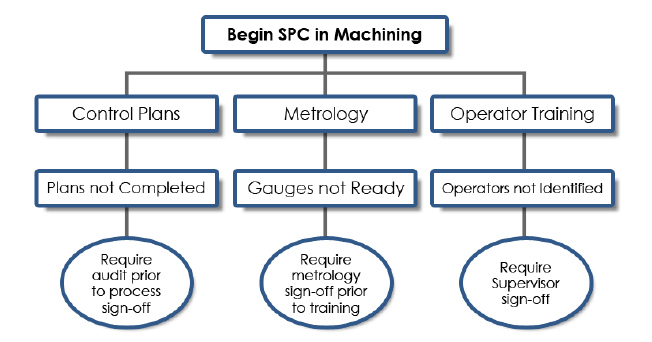 Begin SPC in Machining
Control Plans
Metrology
Operator Training
Plans not Completed
Gauges not Ready
Operators not Identified
Require
audit prior
to process
sign-off
Require
metrology
sign-off prior
to training
Require
Supervisor
sign-off